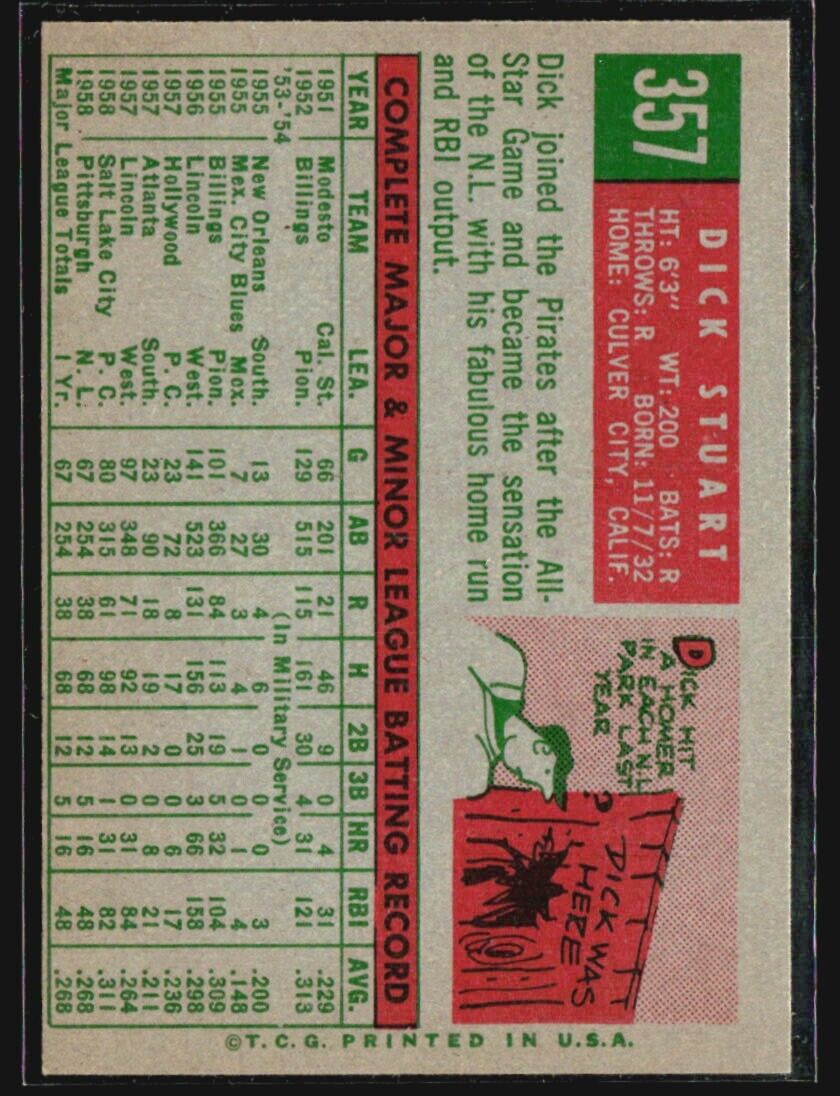 357
DICK STUART
HT: 6'3" WT: 200 BATS: R
THROWS: R BORN: 11/7/32
HOME: CULVER CITY, CALIF.
Dick joined the Pirates after the All-
Star Game and became the sensation
of the N.L. with his fabulous home run
and RBI output.
DICK HIT
A HOMER
IN EACH N.L.
PARK LAST
YEAR
?
DICK WAS
HERE
COMPLETE MAJOR & MINOR LEAGUE BATTING RECORD
YEAR TEAM LEA. G AB R H 2B 3B HR RBI AVG.
1951 Modesto Cal. St. 66 201 21 46 9 0 4 31 .229
1952 Billings Pion. 129 515 115 161 30 4 31 121 .313
'53-'54 (In Military Service)
1955 New Orleans South. 13 30 4 6 0 0 0 3 .200
1955 Mex. City Blues Mex. 7 27 3 4 1 0 1 4 .148
1955 Billings Pion. 101 366 84 113 19 5 32 104 .309
1956 Lincoln West. 141 523 131 156 25 3 66 158 .298
1957 Hollywood P. C. 23 72 8 17 0 0 6 17 .236
1957 Atlanta South. 23 90 18 19 2 0 8 21 .211
1957 Lincoln West. 97 348 71 92 13 0 31 84 .264
1958 Salt Lake City P. C. 80 315 61 98 14 1 31 82 .311
1958 Pittsburgh N. L. 67 254 38 68 12 5 16 48 .268
Major League Totals 1 Yr. 67 254 38 68 12 5 16 48 .268
©T.C.G. PRINTED IN U.S.A.